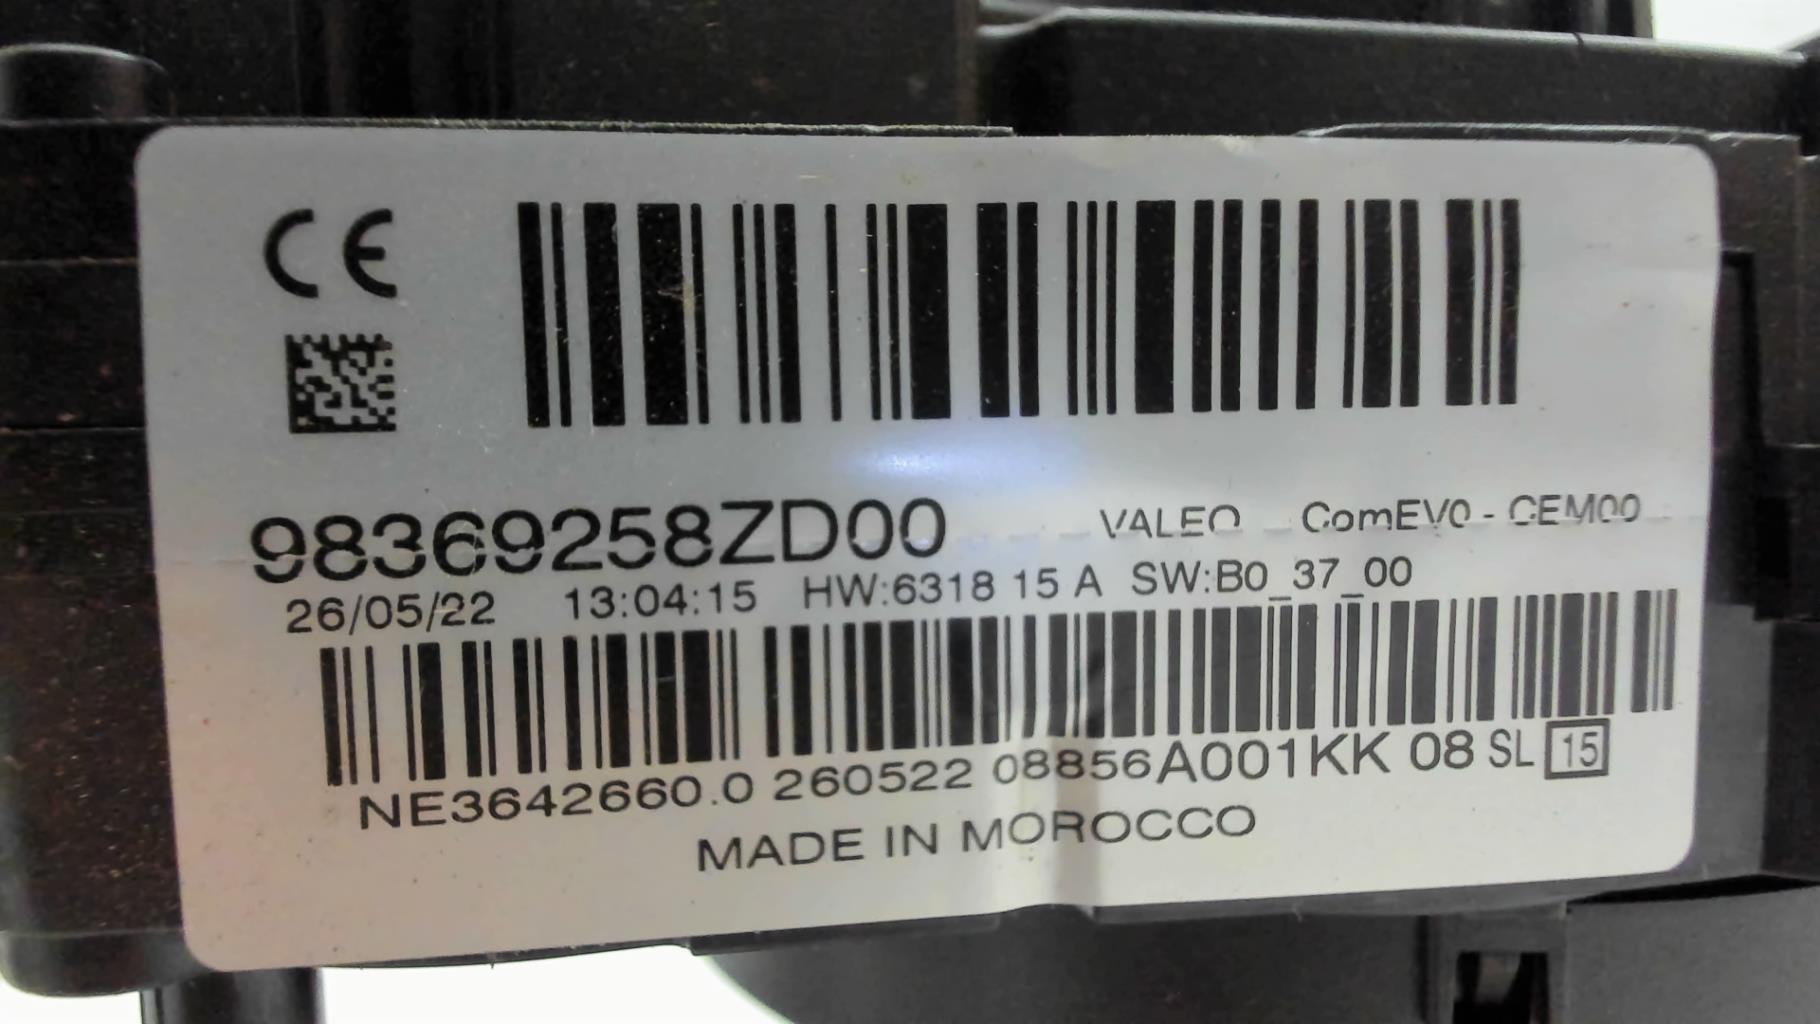 CE
98369258ZD00 VALEO ComEV0 - CEM00
26/05/22 13:04:15 HW:6318 15 A SW:B0_37_00
NE3642660.0 260522 08856A001KK 08 SL 15
MADE IN MOROCCO